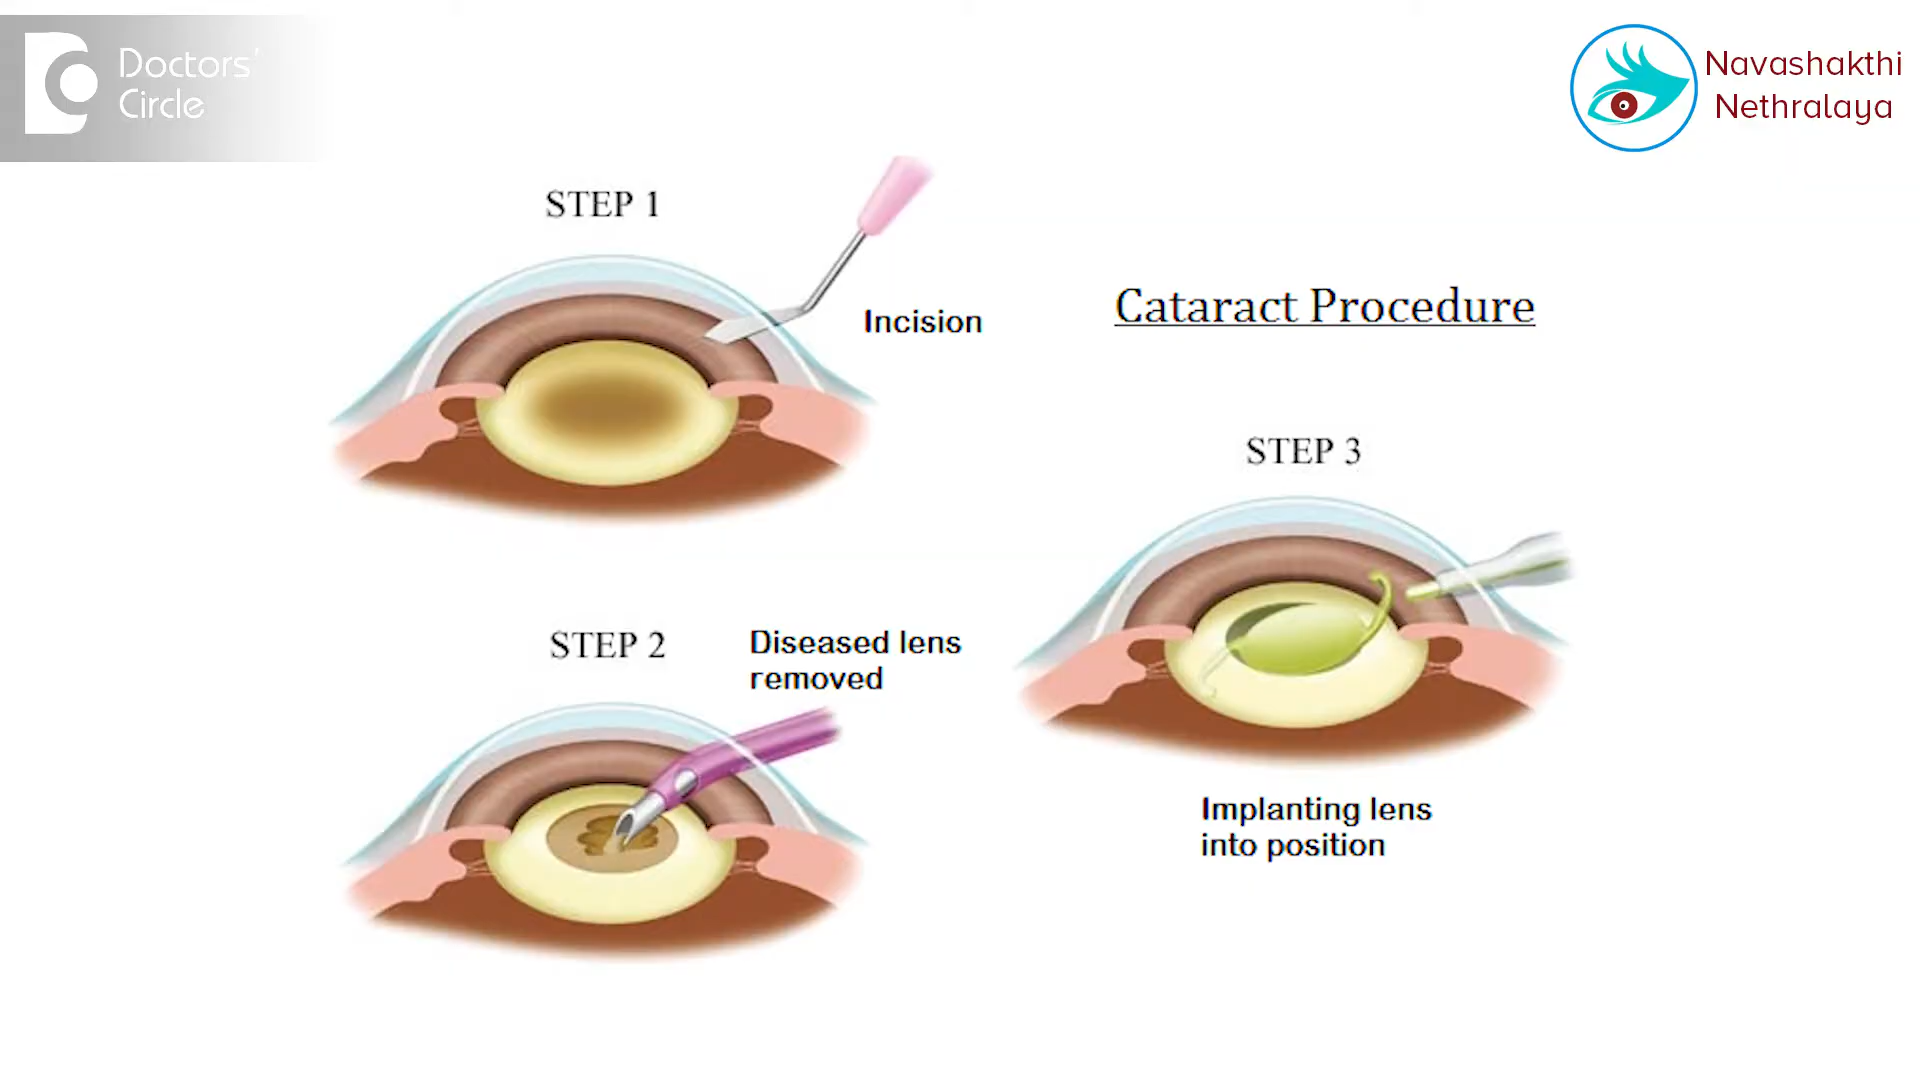 Doctors'
Circle
Navashakthi
Nethralaya
STEP 1
Incision
Cataract Procedure
STEP 2
Diseased lens
removed
STEP 3
Implanting lens
into position